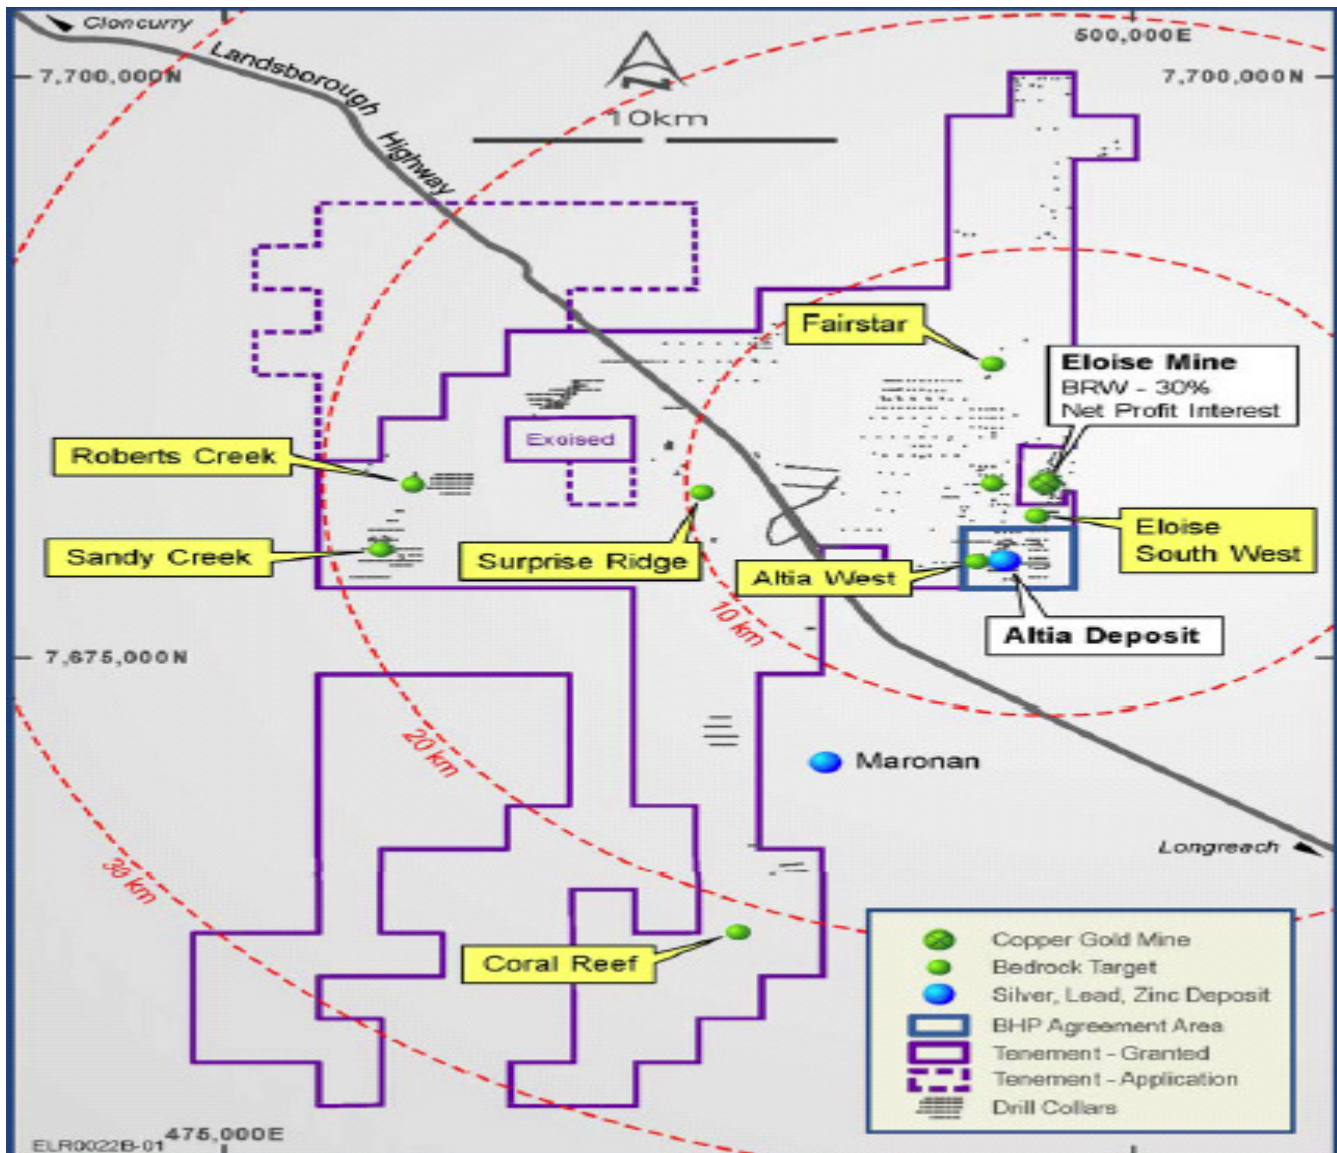 Cloncurry
500,000E
7,700,000N
7,700,000N
Landsborough Highway
N
10km
Fairstar
Eloise Mine
BRW - 30%
Net Profit Interest
Exoised
Roberts Creek
Sandy Creek
Surprise Ridge
Altia West
Eloise
South West
10 km
Altia Deposit
7,675,000N
20 km
Maronan
Longreach
30 km
Coral Reef
Copper Gold Mine
Bedrock Target
Silver, Lead, Zinc Deposit
BHP Agreement Area
Tenement - Granted
Tenement - Application
Drill Collars
475,000E
ELR0022B-01